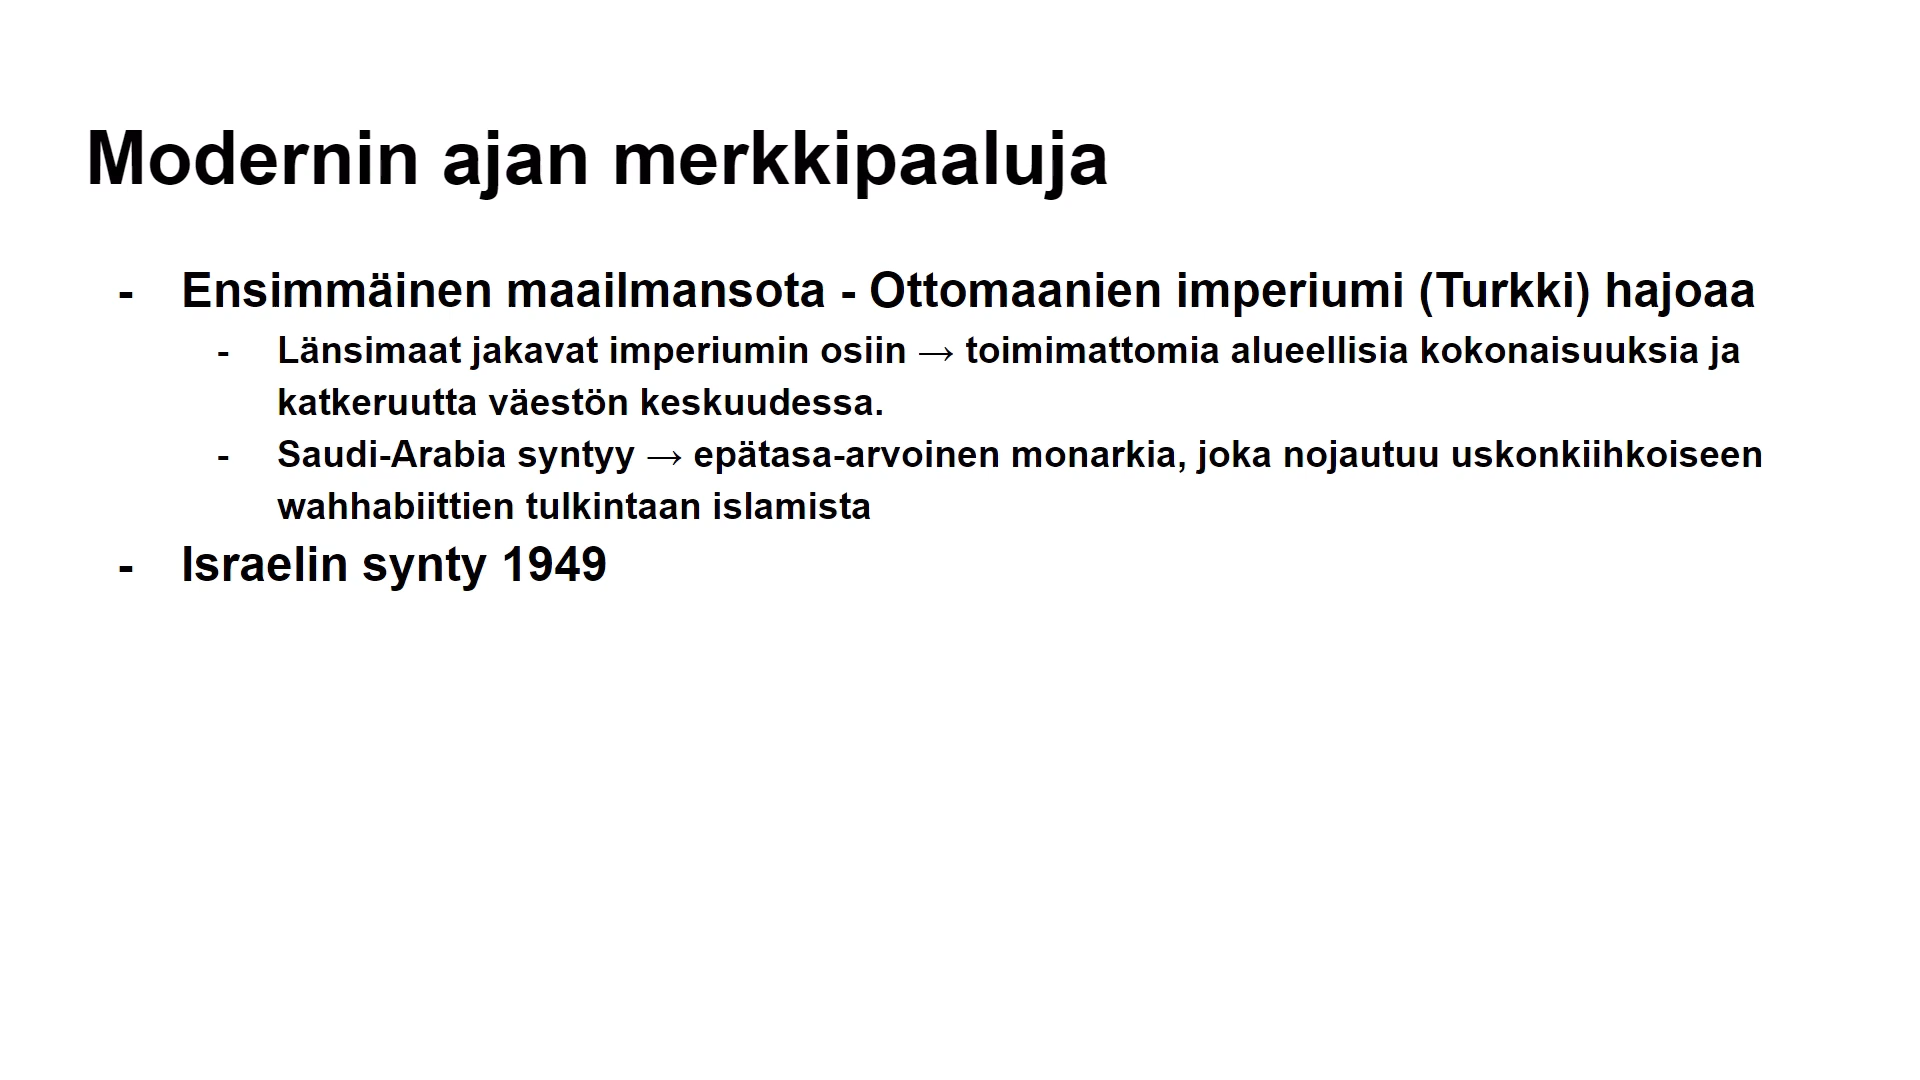 Modernin ajan merkkipaaluja
- Ensimmäinen maailmansota - Ottomaanien imperiumi (Turkki) hajoaa
- Länsimaat jakavat imperiumin osiin → toimimattomia alueellisia kokonaisuuksia ja
katkeruutta väestön keskuudessa.
- Saudi-Arabia syntyy → epätasa-arvoinen monarkia, joka nojautuu uskonkiihkoiseen
wahhabiittien tulkintaan islamista
- Israelin synty 1949